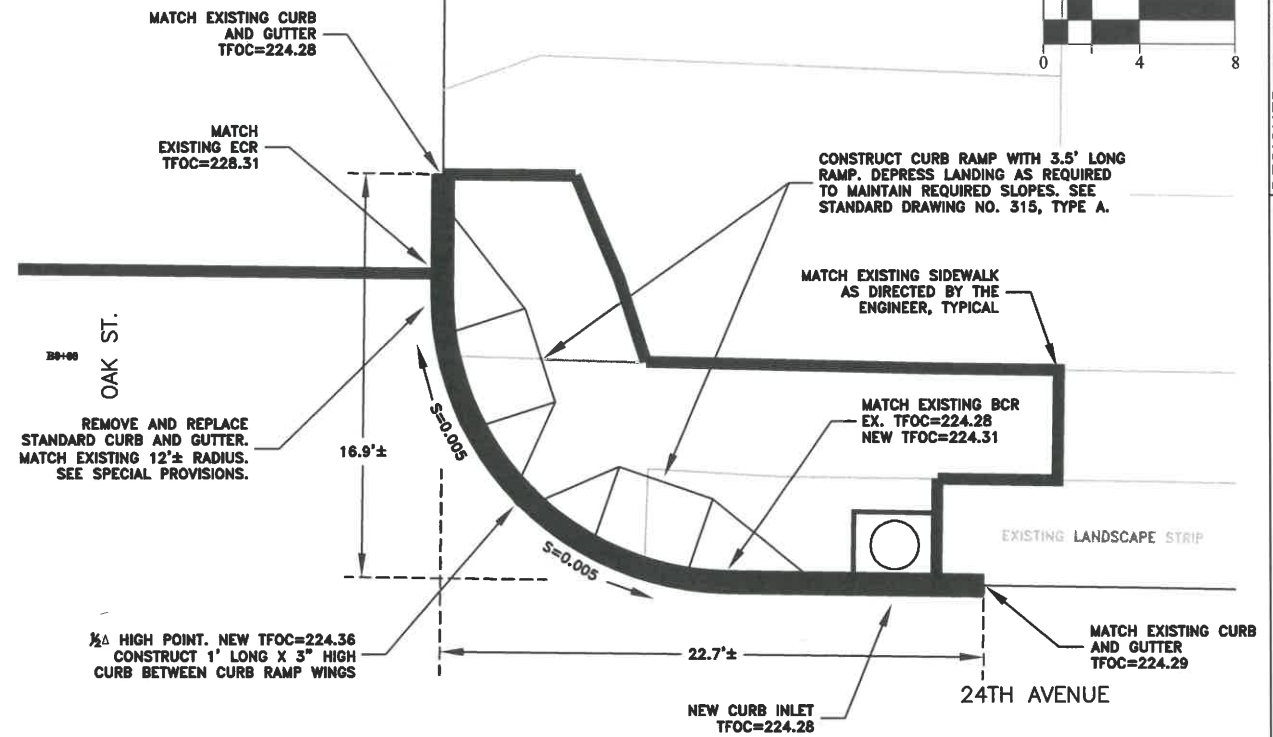 MATCH EXISTING CURB
AND GUTTER
TFOC=224.28
0 4 8
MATCH
EXISTING ECR
TFOC=228.31
CONSTRUCT CURB RAMP WITH 3.5' LONG
RAMP. DEPRESS LANDING AS REQUIRED
TO MAINTAIN REQUIRED SLOPES. SEE
STANDARD DRAWING NO. 315, TYPE A.
MATCH EXISTING SIDEWALK
AS DIRECTED BY THE
ENGINEER, TYPICAL
OAK ST.
REMOVE AND REPLACE
STANDARD CURB AND GUTTER.
MATCH EXISTING 12'± RADIUS.
SEE SPECIAL PROVISIONS.
16.9'±
S=0.005
MATCH EXISTING BCR
EX. TFOC=224.28
NEW TFOC=224.31
EXISTING LANDSCAPE STRIP
S=0.005
½Δ HIGH POINT. NEW TFOC=224.36
CONSTRUCT 1' LONG X 3" HIGH
CURB BETWEEN CURB RAMP WINGS
22.7'±
MATCH EXISTING CURB
AND GUTTER
TFOC=224.29
24TH AVENUE
NEW CURB INLET
TFOC=224.28